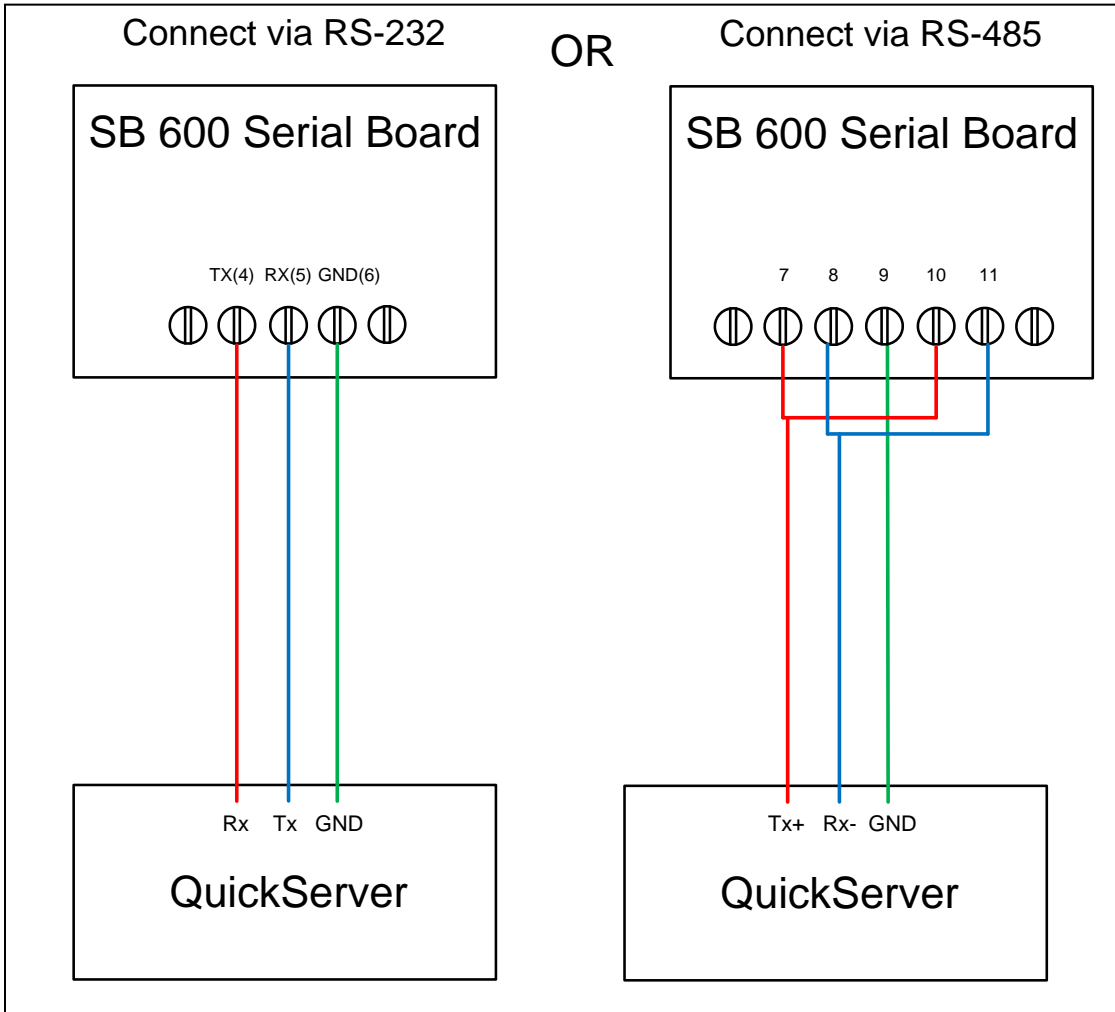 Connect via RS-232
OR
Connect via RS-485
SB 600 Serial Board
TX(4) RX(5) GND(6)
Rx Tx GND
QuickServer
SB 600 Serial Board
7 8 9 10 11
Tx+ Rx- GND
QuickServer